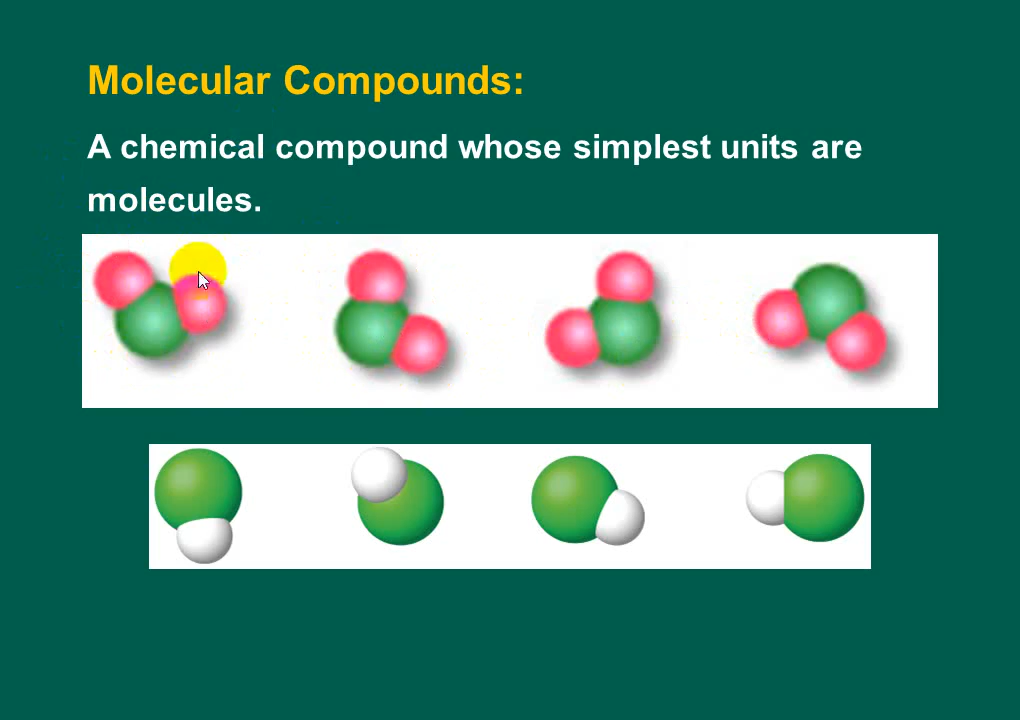 Molecular Compounds:
A chemical compound whose simplest units are
molecules.